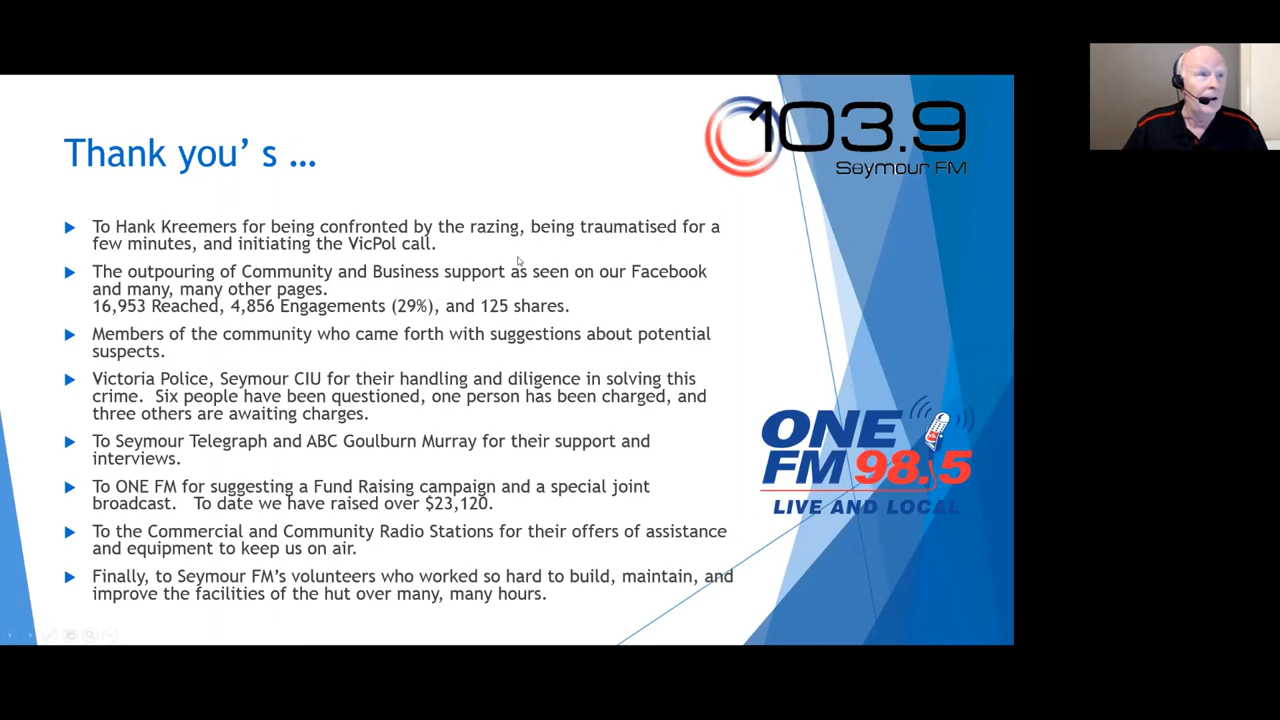 103.9
Seymour FM
Thank you' s ...
To Hank Kreemers for being confronted by the razing, being traumatised for a
few minutes, and initiating the VicPol call.
The outpouring of Community and Business support as seen on our Facebook
and many, many other pages.
16,953 Reached, 4,856 Engagements (29%), and 125 shares.
Members of the community who came forth with suggestions about potential
suspects.
Victoria Police, Seymour CIU for their handling and diligence in solving this
crime. Six people have been questioned, one person has been charged, and
three others are awaiting charges.
To Seymour Telegraph and ABC Goulburn Murray for their support and
interviews.
To ONE FM for suggesting a Fund Raising campaign and a special joint
broadcast. To date we have raised over $23,120.
To the Commercial and Community Radio Stations for their offers of assistance
and equipment to keep us on air.
Finally, to Seymour FM's volunteers who worked so hard to build, maintain, and
improve the facilities of the hut over many, many hours.
ONE
FM 98.5
LIVE AND LOCAL